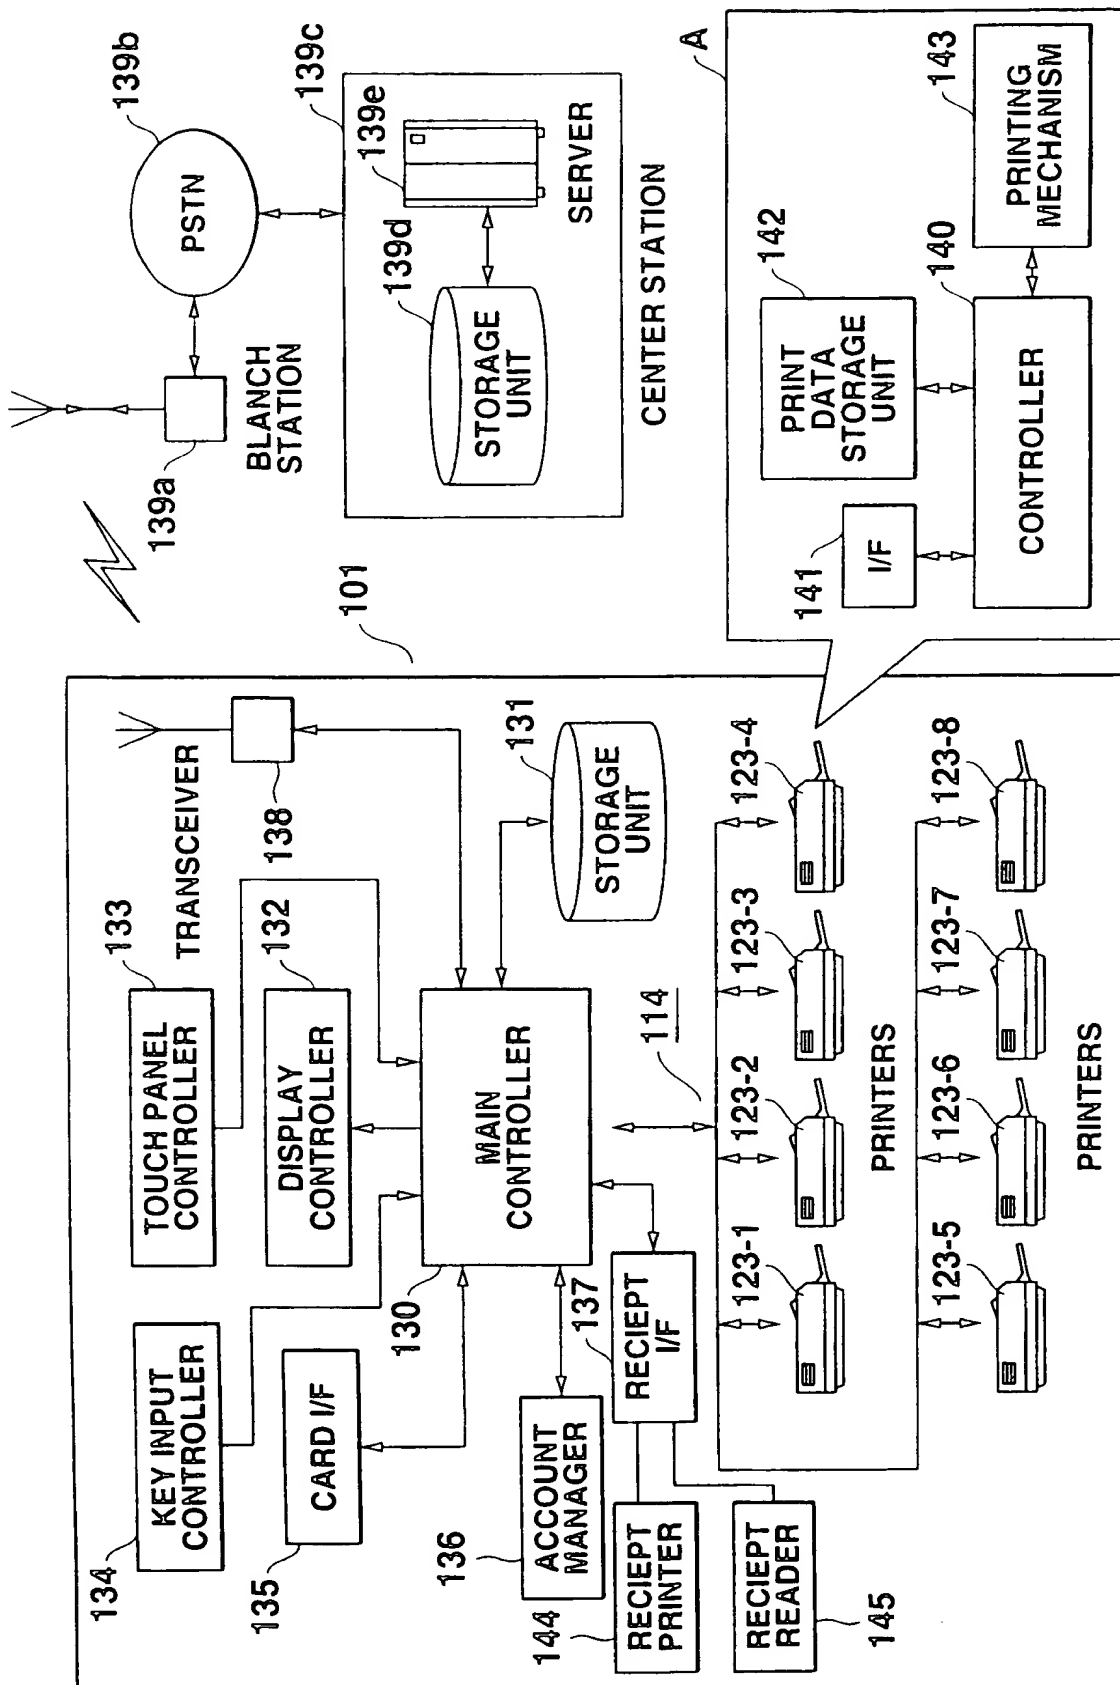 101
133
TOUCH PANEL
CONTROLLER
TRANSCEIVER
138
134
KEY INPUT
CONTROLLER
132
DISPLAY
CONTROLLER
135
CARD I/F
130
MAIN
CONTROLLER
131
STORAGE
UNIT
136
ACCOUNT
MANAGER
137
RECIEPT
I/F
114
144
RECIEPT
PRINTER
145
RECIEPT
READER
123-1
123-2
123-3
123-4
PRINTERS
123-5
123-6
123-7
123-8
PRINTERS
139a
BLANCH
STATION
139b
PSTN
139c
139d
STORAGE
UNIT
139e
SERVER
CENTER STATION
A
141
I/F
142
PRINT
DATA
STORAGE
UNIT
140
CONTROLLER
143
PRINTING
MECHANISM